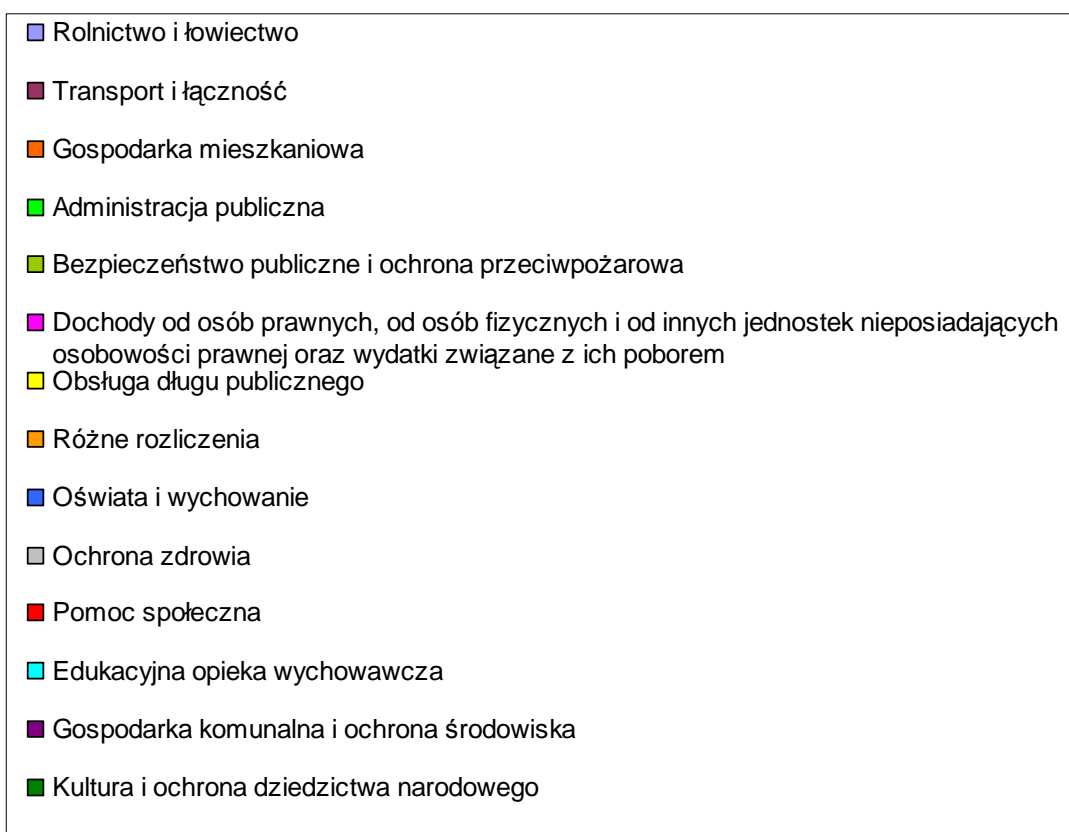 Rolnictwo i łowiectwo
Transport i łączność
Gospodarka mieszkaniowa
Administracja publiczna
Bezpieczeństwo publiczne i ochrona przeciwpożarowa
Dochody od osób prawnych, od osób fizycznych i od innych jednostek nieposiadających
osobowości prawnej oraz wydatki związane z ich poborem
Obsługa długu publicznego
Różne rozliczenia
Oświata i wychowanie
Ochrona zdrowia
Pomoc społeczna
Edukacyjna opieka wychowawcza
Gospodarka komunalna i ochrona środowiska
Kultura i ochrona dziedzictwa narodowego